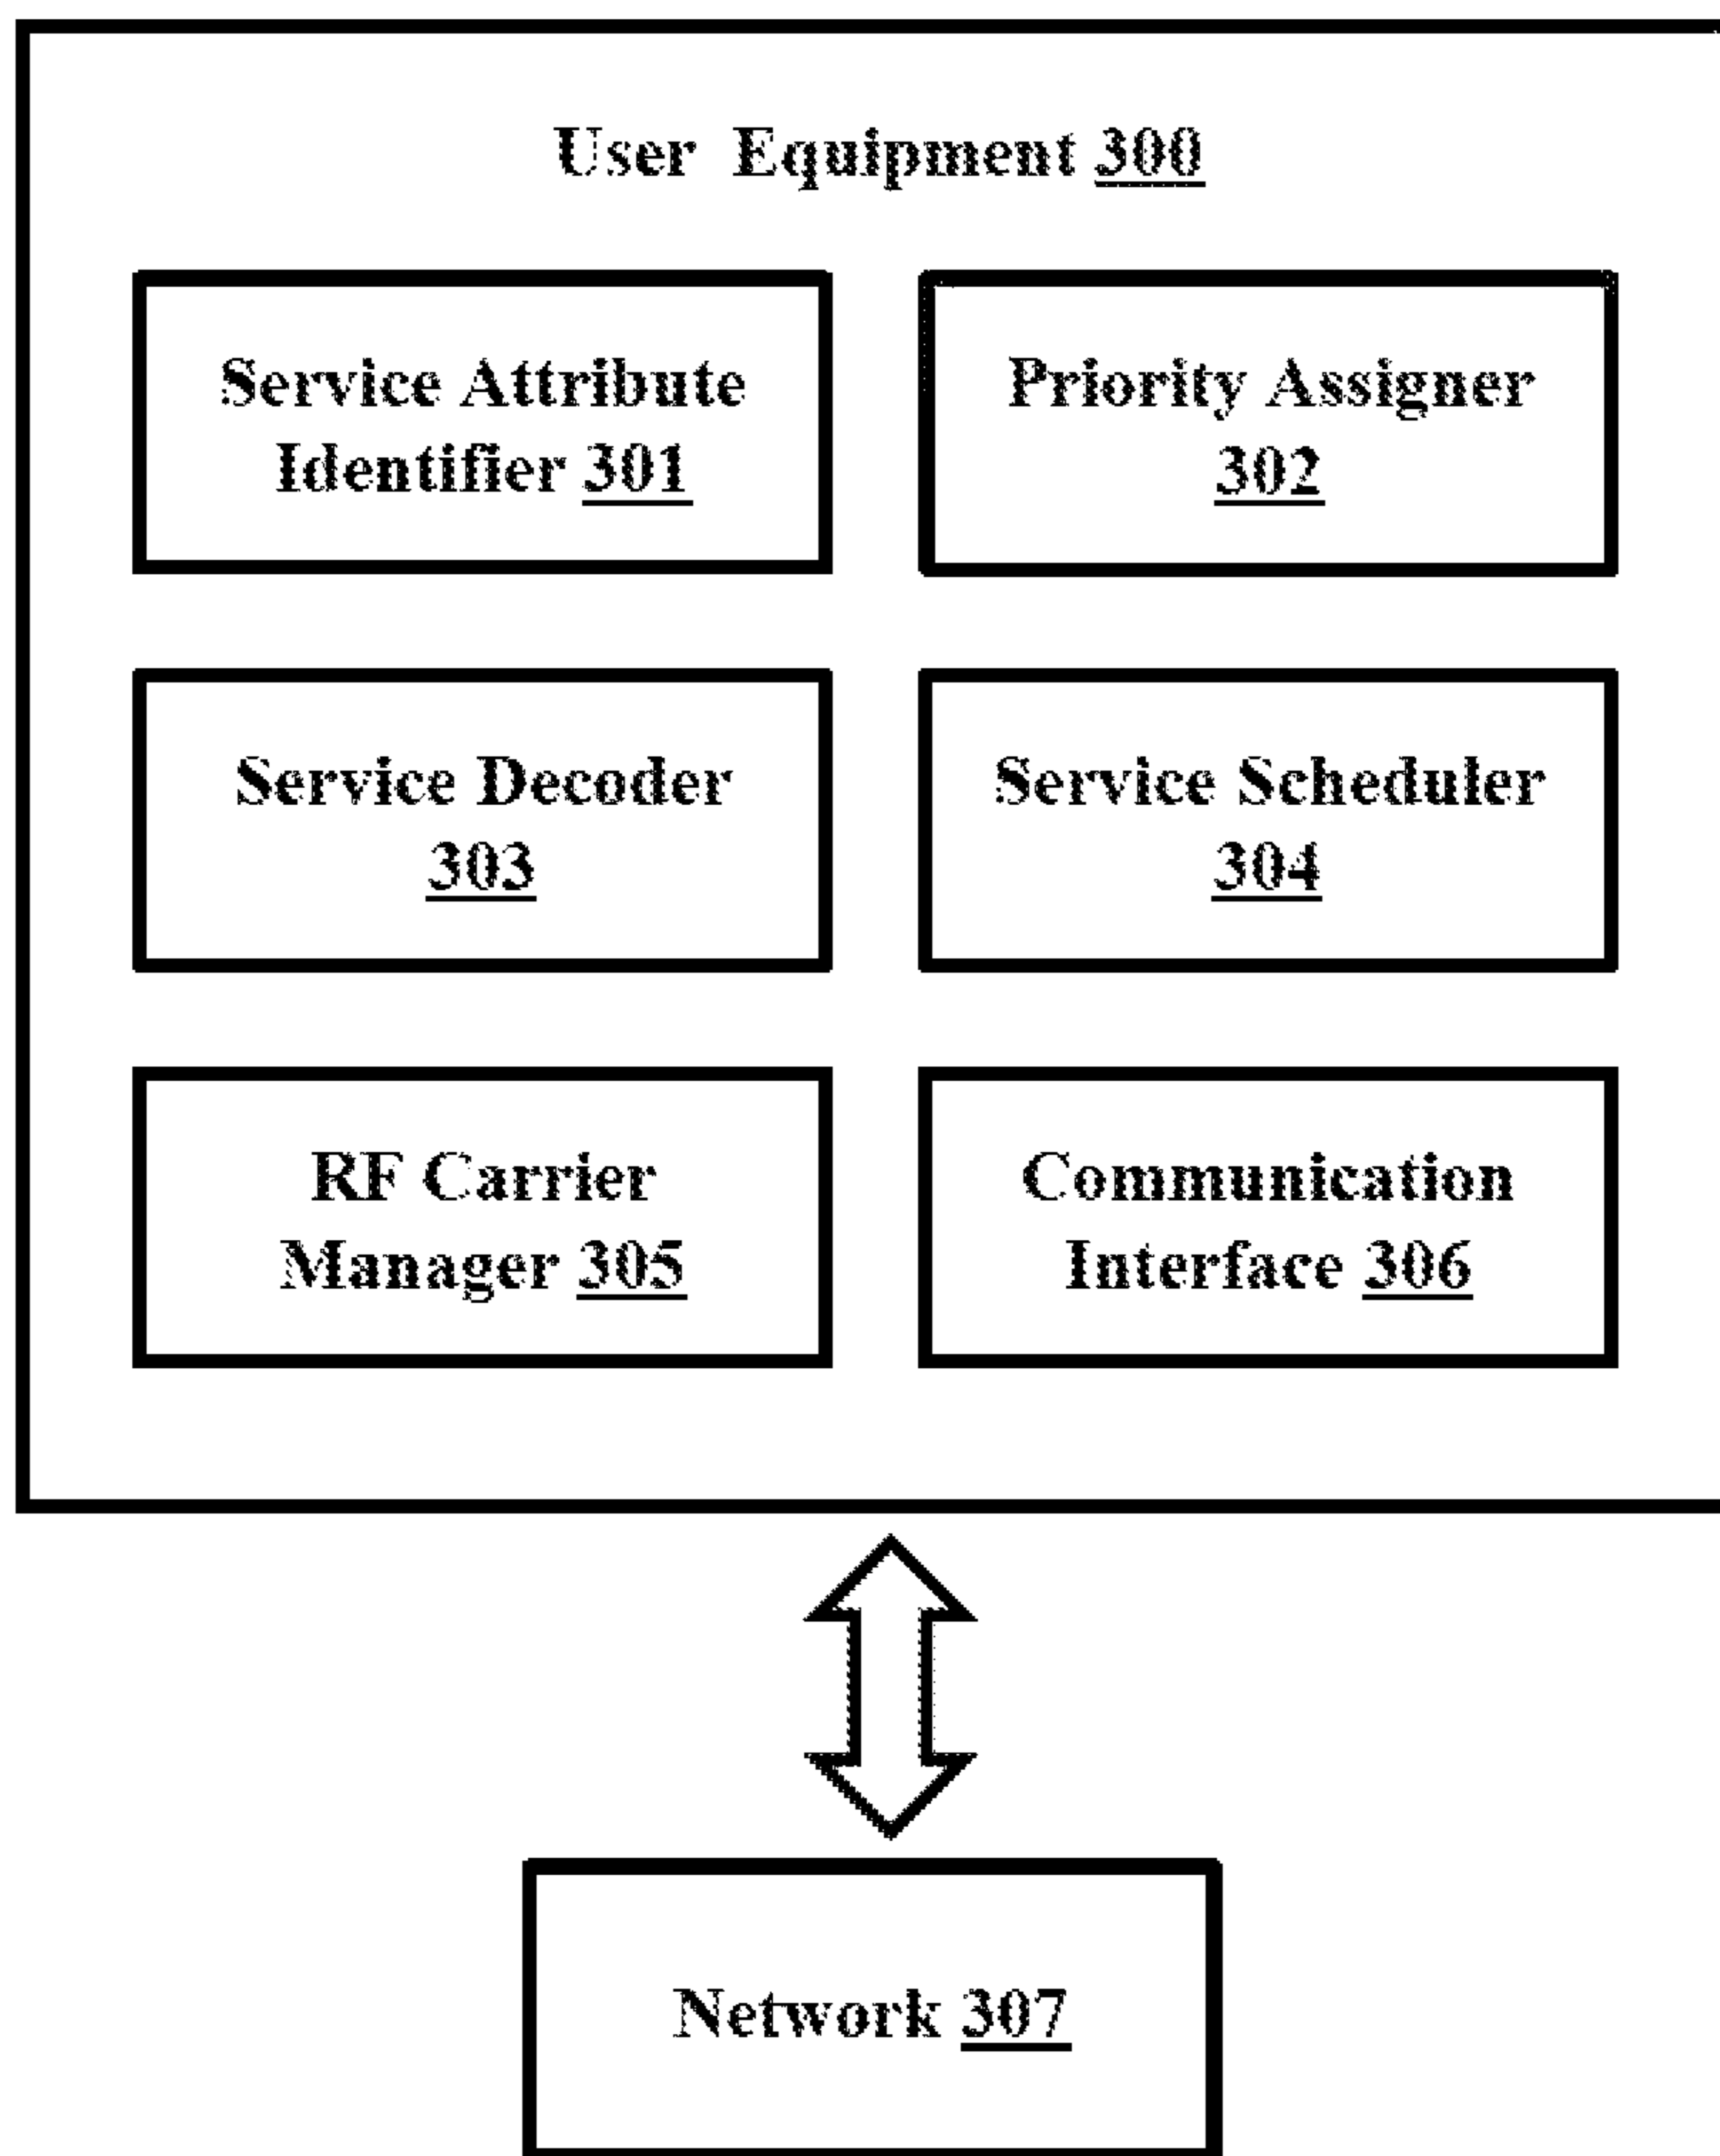 User Equipment 300
Service Attribute
Identifier 301
Priority Assigner
302
Service Decoder
303
Service Scheduler
304
RF Carrier
Manager 305
Communication
Interface 306
Network 307